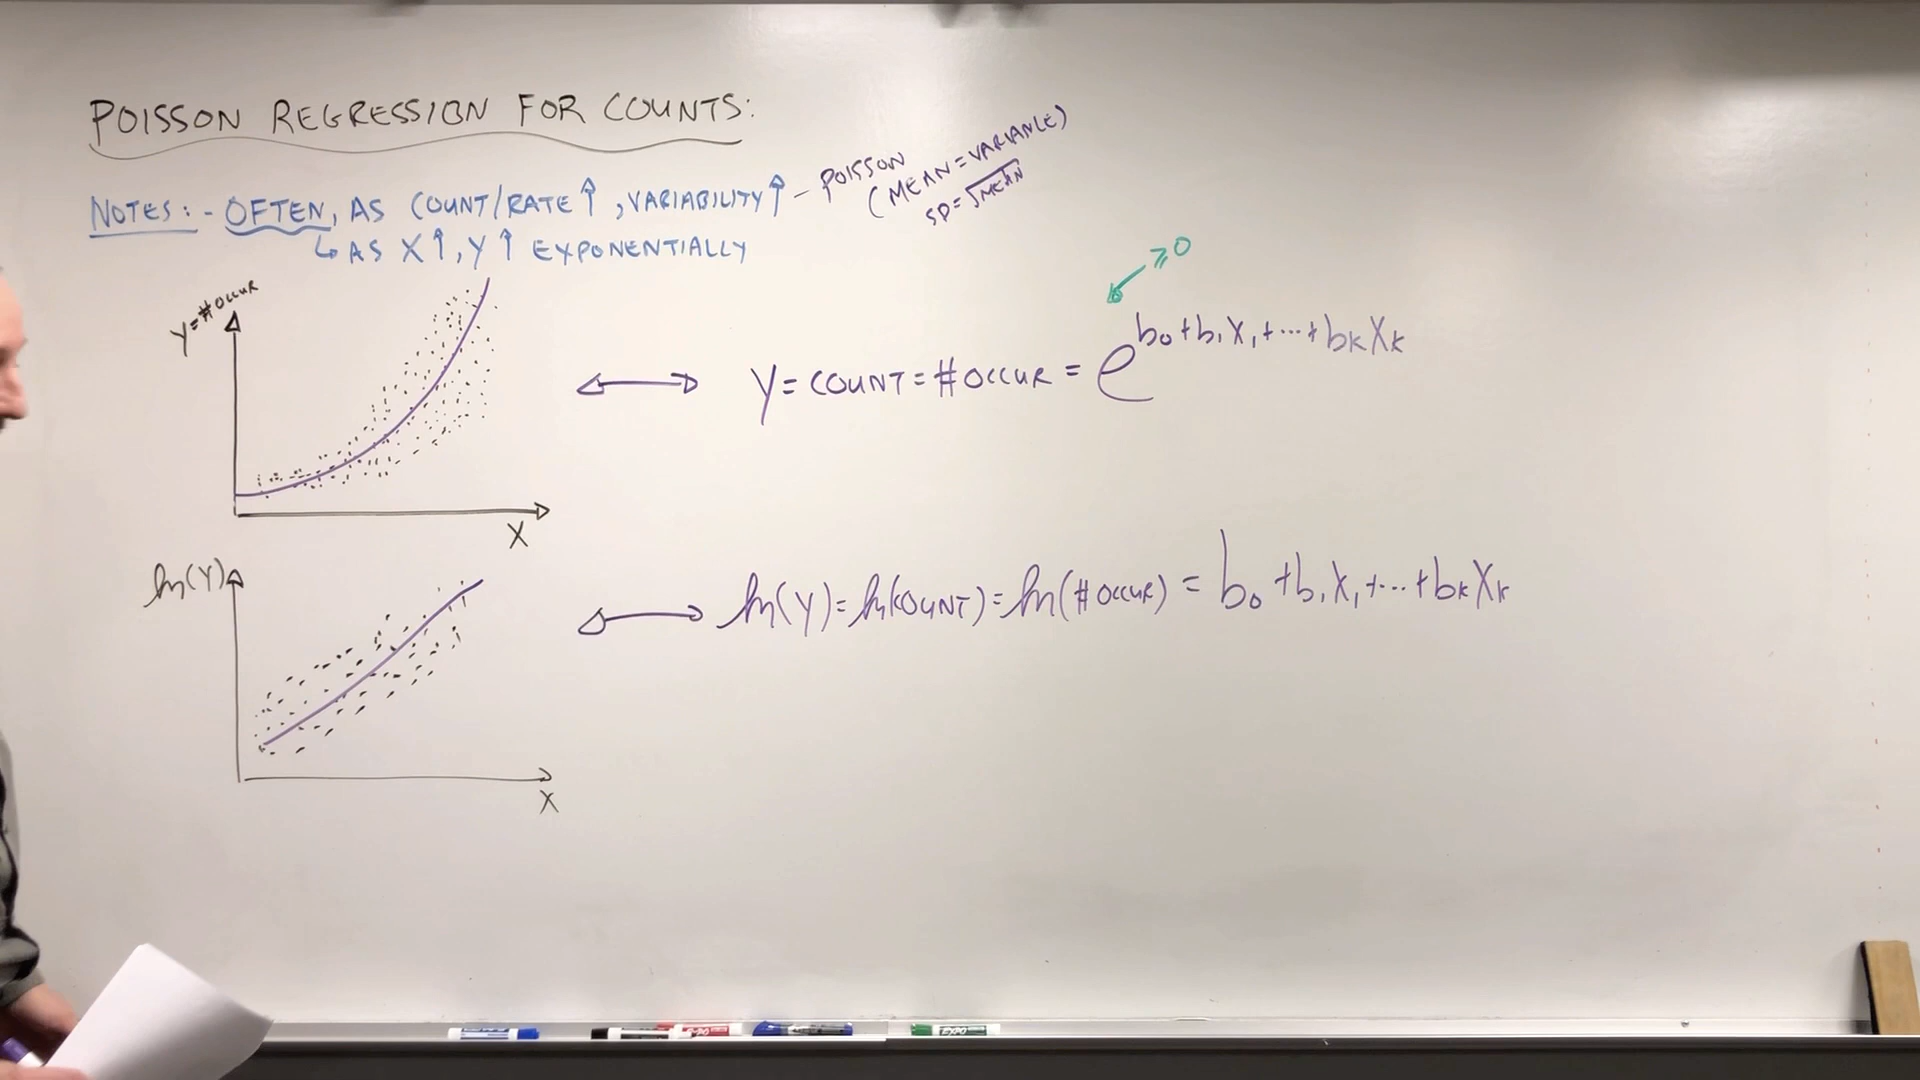 POISSON REGRESSION FOR COUNTS:
NOTES: - OFTEN, AS COUNT/RATE ↑, VARIABILITY ↑ - POISSON
(MEAN = VARIANCE)
SD = √MEAN
↳ AS X ↑, Y ↑ EXPONENTIALLY
Y = # OCCUR
X
≥ 0
Y = COUNT = # OCCUR = e^{b₀ + b₁X₁ + ... + bₖXₖ}
ln(Y)
X
ln(Y) = ln(COUNT) = ln(# OCCUR) = b₀ + b₁X₁ + ... + bₖXₖ
EXPO